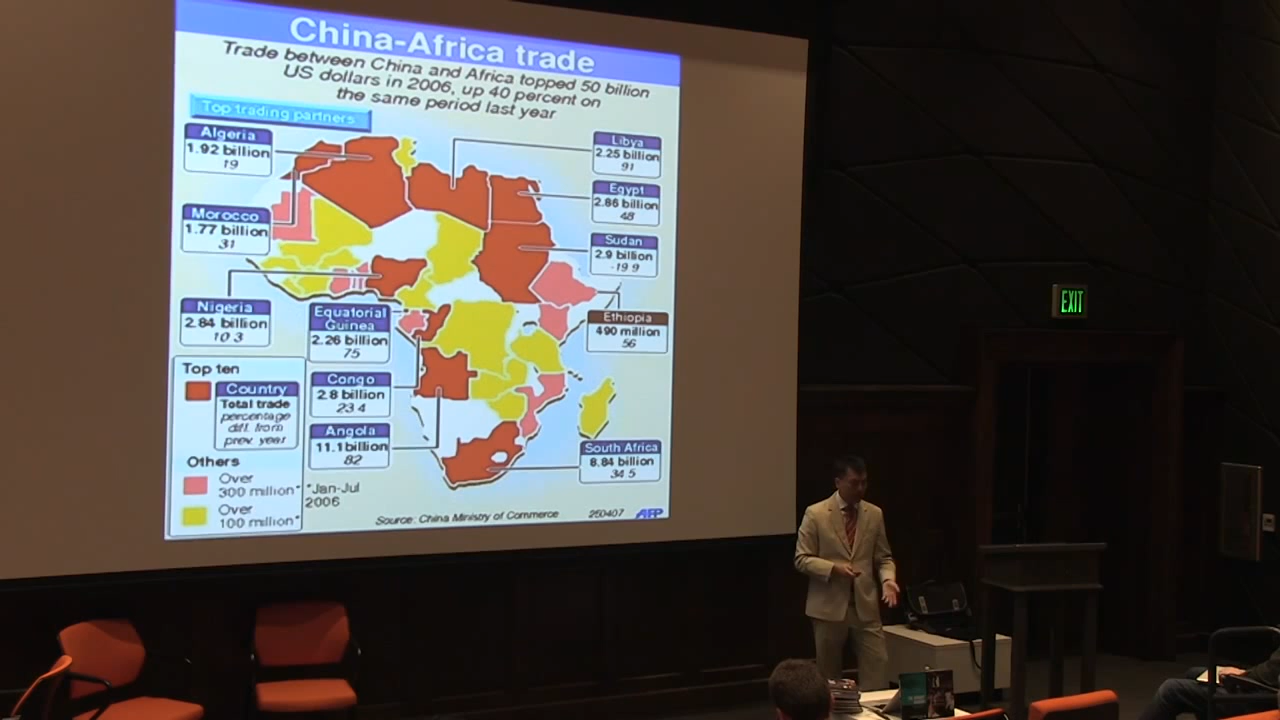 China-Africa trade
Trade between China and Africa topped 50 billion
US dollars in 2006, up 40 percent on
the same period last year
Top trading partners
Algeria
1.92 billion
19
Libya
2.25 billion
91
Egypt
2.86 billion
48
Morocco
1.77 billion
31
Sudan
2.9 billion
-19 9
Nigeria
2.84 billion
10 3
Equatorial
Guinea
2.26 billion
75
Ethiopia
490 million
56
Congo
2.8 billion
23 4
Angola
11.1 billion
82
South Africa
8.84 billion
34.5
Top ten
Country
Total trade
percentage
diff. from
prev. year
Others
Over
300 million*
Over
100 million*
*Jan-Jul
2006
Source: China Ministry of Commerce
250407
AFP
EXIT